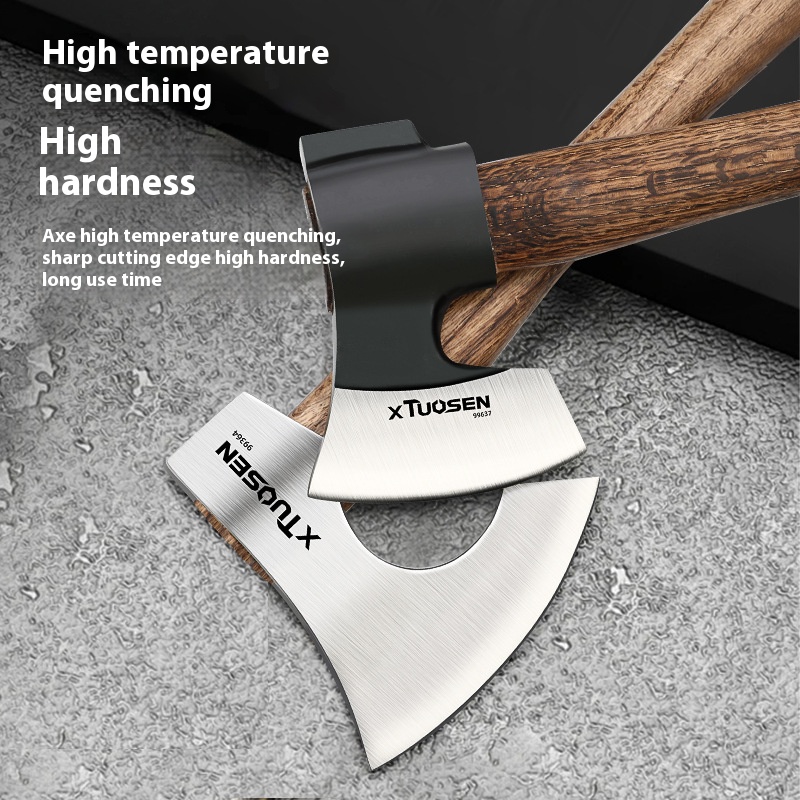 High temperature
quenching
High
hardness
Axe high temperature quenching,
sharp cutting edge high hardness,
long use time
xTUOSEN
99637
99364
xTUOSEN